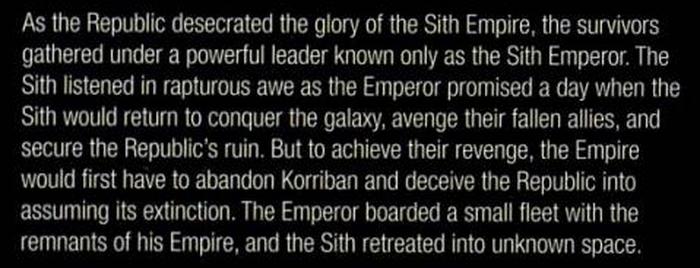 As the Republic desecrated the glory of the Sith Empire, the survivors
gathered under a powerful leader known only as the Sith Emperor. The
Sith listened in rapturous awe as the Emperor promised a day when the
Sith would return to conquer the galaxy, avenge their fallen allies, and
secure the Republic's ruin. But to achieve their revenge, the Empire
would first have to abandon Korriban and deceive the Republic into
assuming its extinction. The Emperor boarded a small fleet with the
remnants of his Empire, and the Sith retreated into unknown space.